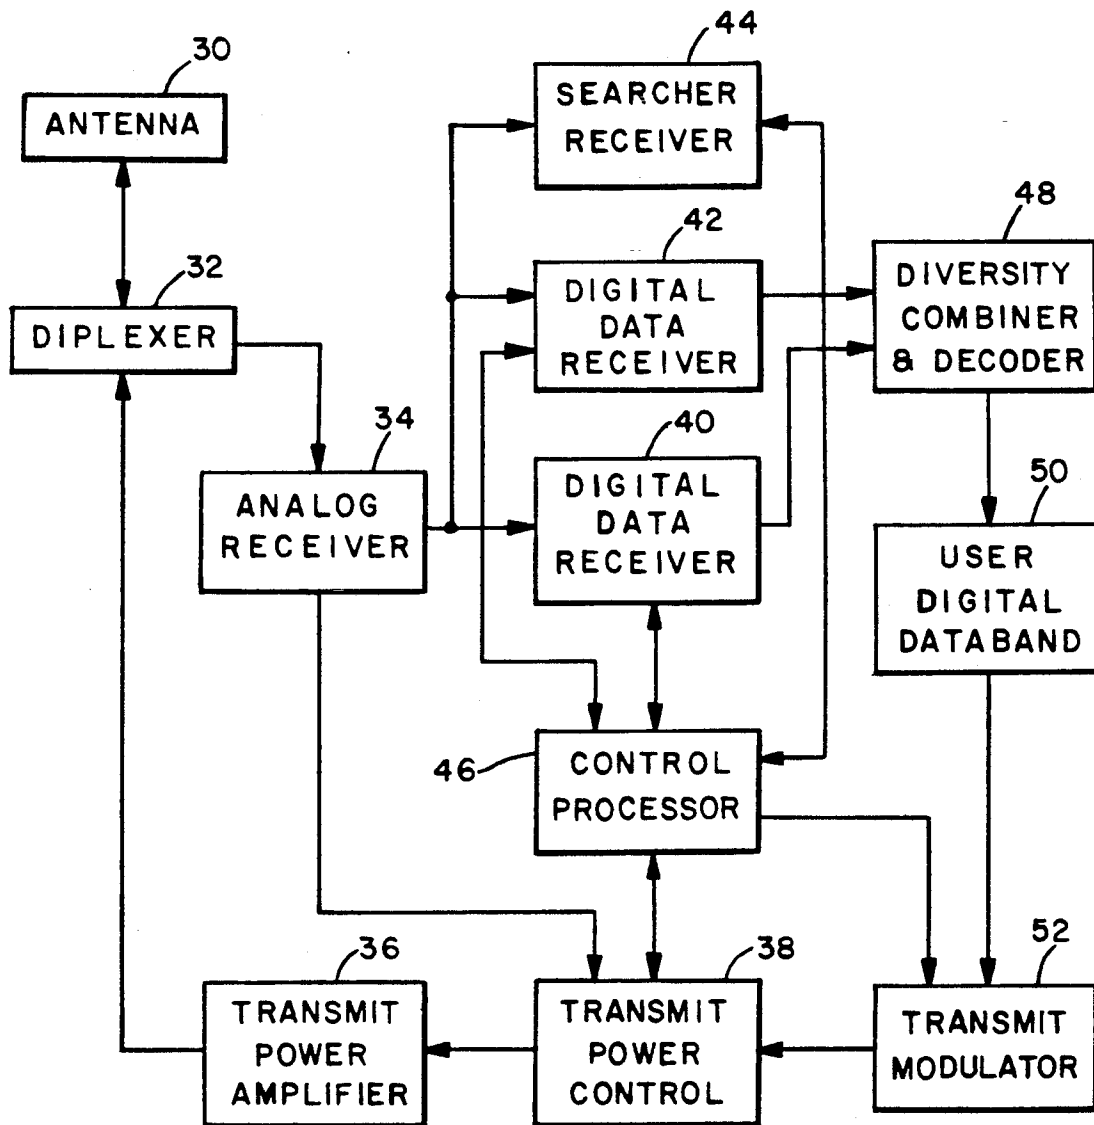 30
ANTENNA
32
DIPLEXER
34
ANALOG
RECEIVER
44
SEARCHER
RECEIVER
42
DIGITAL
DATA
RECEIVER
40
DIGITAL
DATA
RECEIVER
48
DIVERSITY
COMBINER
& DECODER
50
USER
DIGITAL
DATABAND
46
CONTROL
PROCESSOR
36
TRANSMIT
POWER
AMPLIFIER
38
TRANSMIT
POWER
CONTROL
52
TRANSMIT
MODULATOR